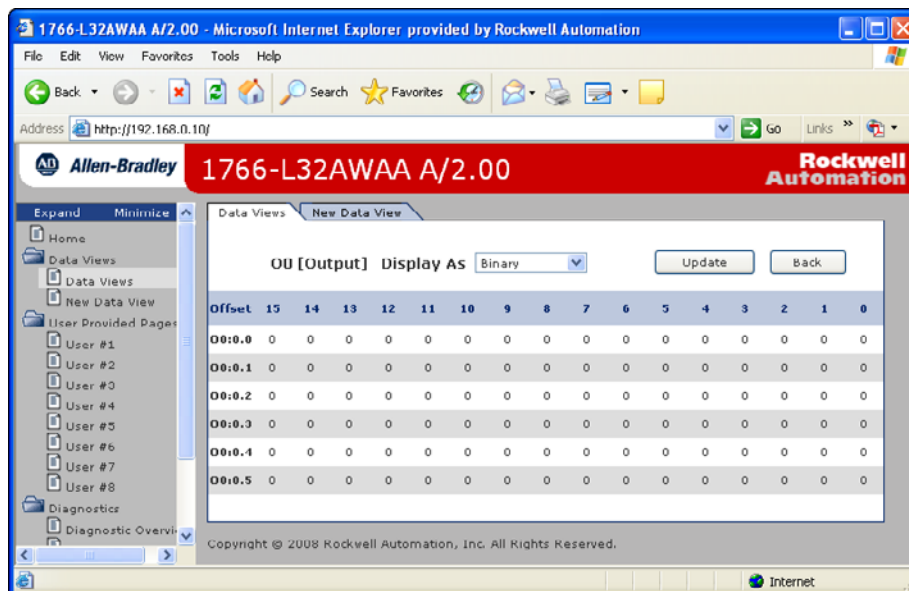 1766-L32AWAA A/2.00 - Microsoft Internet Explorer provided by Rockwell Automation
File Edit View Favorites Tools Help
Back Search Favorites
Address http://192.168.0.10/ Go Links »
AB Allen-Bradley 1766-L32AWAA A/2.00 Rockwell Automation
Expand Minimize
Home
Data Views
Data Views
New Data View
User Provided Pages
User #1
User #2
User #3
User #4
User #5
User #6
User #7
User #8
Diagnostics
Diagnostic Overvi
Data Views New Data View
O0 [Output] Display As Binary Update Back
Offset 15 14 13 12 11 10 9 8 7 6 5 4 3 2 1 0
O0:0.0 0 0 0 0 0 0 0 0 0 0 0 0 0 0 0 0
O0:0.1 0 0 0 0 0 0 0 0 0 0 0 0 0 0 0 0
O0:0.2 0 0 0 0 0 0 0 0 0 0 0 0 0 0 0 0
O0:0.3 0 0 0 0 0 0 0 0 0 0 0 0 0 0 0 0
O0:0.4 0 0 0 0 0 0 0 0 0 0 0 0 0 0 0 0
O0:0.5 0 0 0 0 0 0 0 0 0 0 0 0 0 0 0 0
Copyright © 2008 Rockwell Automation, Inc. All Rights Reserved.
Internet